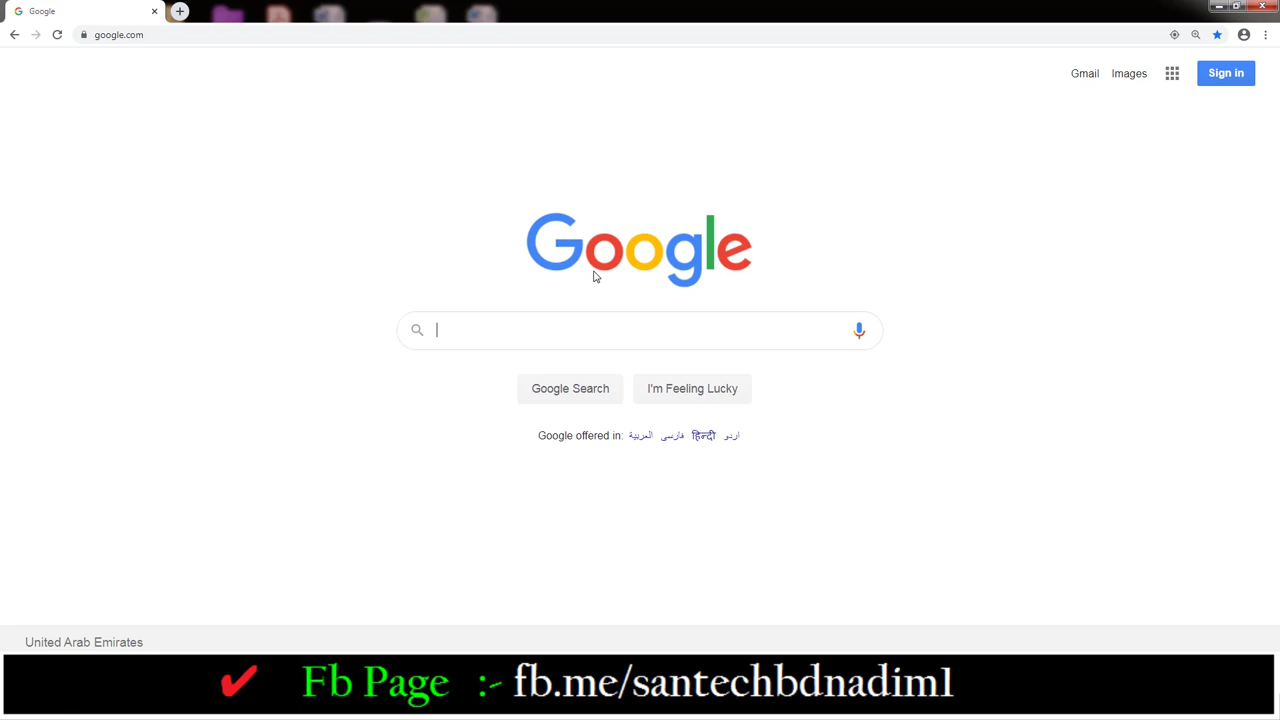 Google
google.com
Gmail Images Sign in
Google
Google Search I'm Feeling Lucky
Google offered in: العربية فارسی हिन्दी اردو
United Arab Emirates
✔ Fb Page :- fb.me/santechbdnadim1